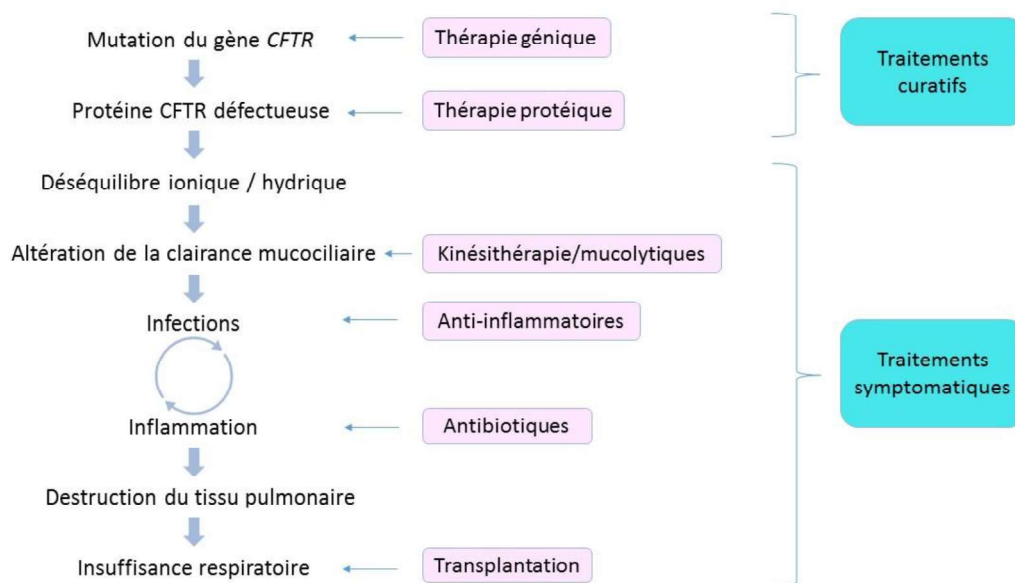 Mutation du gène CFTR
Thérapie génique
Traitements
curatifs
Protéine CFTR défectueuse
Thérapie protéique
Déséquilibre ionique / hydrique
Altération de la clairance mucociliaire
Kinésithérapie/mucolytiques
Infections
Anti-inflammatoires
Traitements
symptomatiques
Inflammation
Antibiotiques
Destruction du tissu pulmonaire
Insuffisance respiratoire
Transplantation